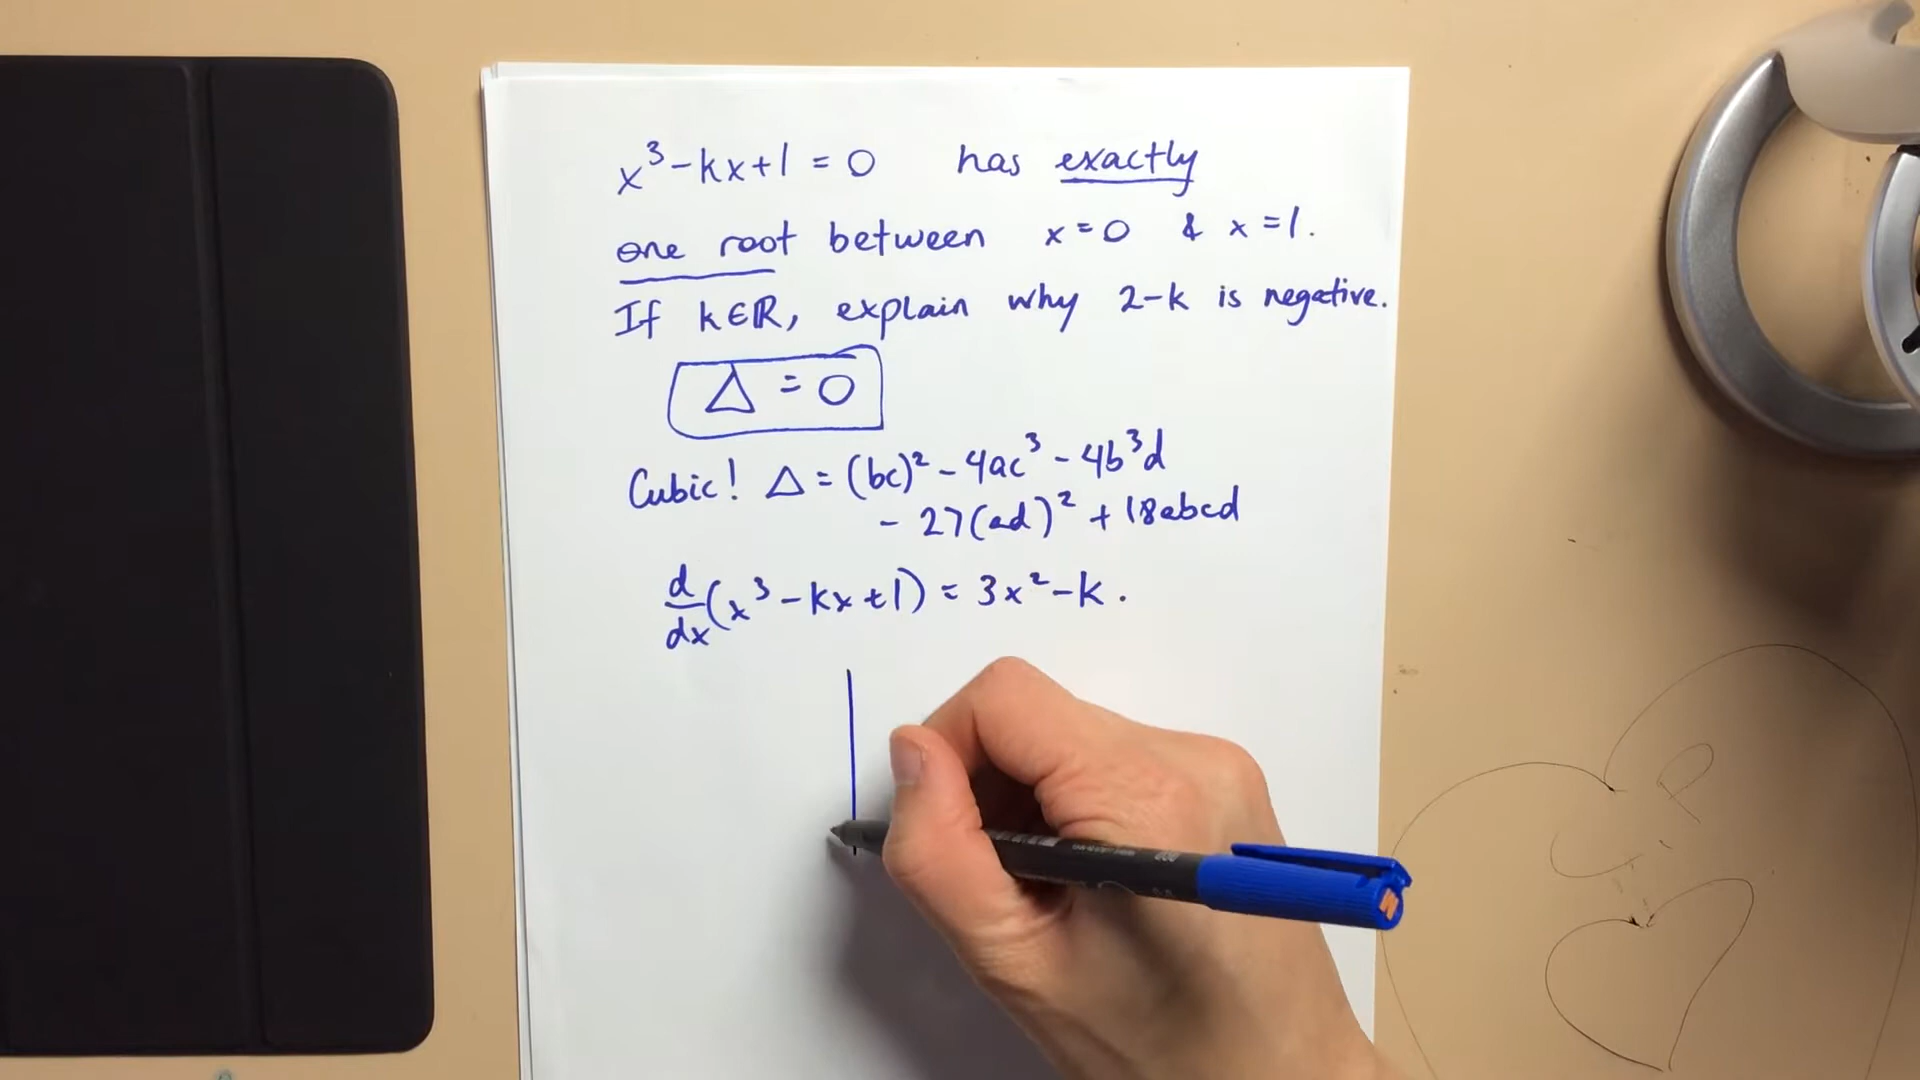 x³-kx+1 = 0 has exactly
one root between x=0 & x=1.
If k∈ℝ, explain why 2-k is negative.
Δ = 0
Cubic! Δ = (bc)² - 4ac³ - 4b³d
- 27(ad)² + 18abcd
d/dx(x³-kx+1) = 3x²-k.